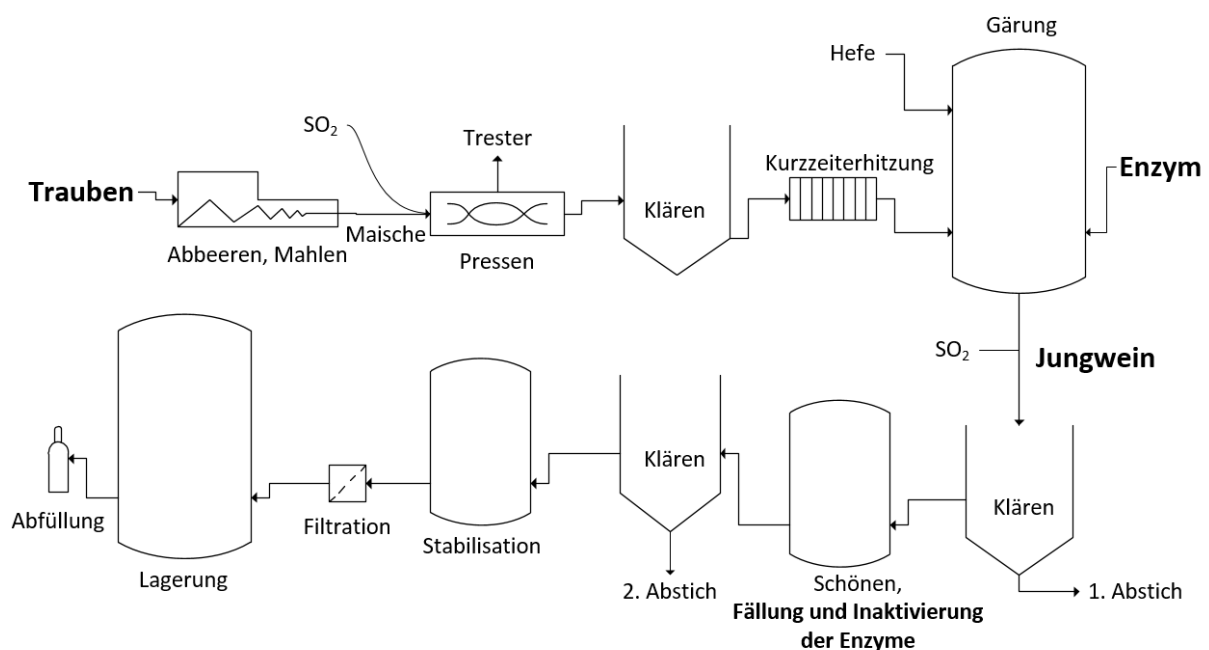 Gärung
Hefe
SO₂
Trester
Kurzzeiterhitzung
Enzym
Trauben
Klären
Maische
Abbeeren, Mahlen
Pressen
SO₂
Jungwein
Klären
Klären
Abfüllung
Filtration
Stabilisation
Lagerung
2. Abstich
Schönen,
Fällung und Inaktivierung
der Enzyme
1. Abstich